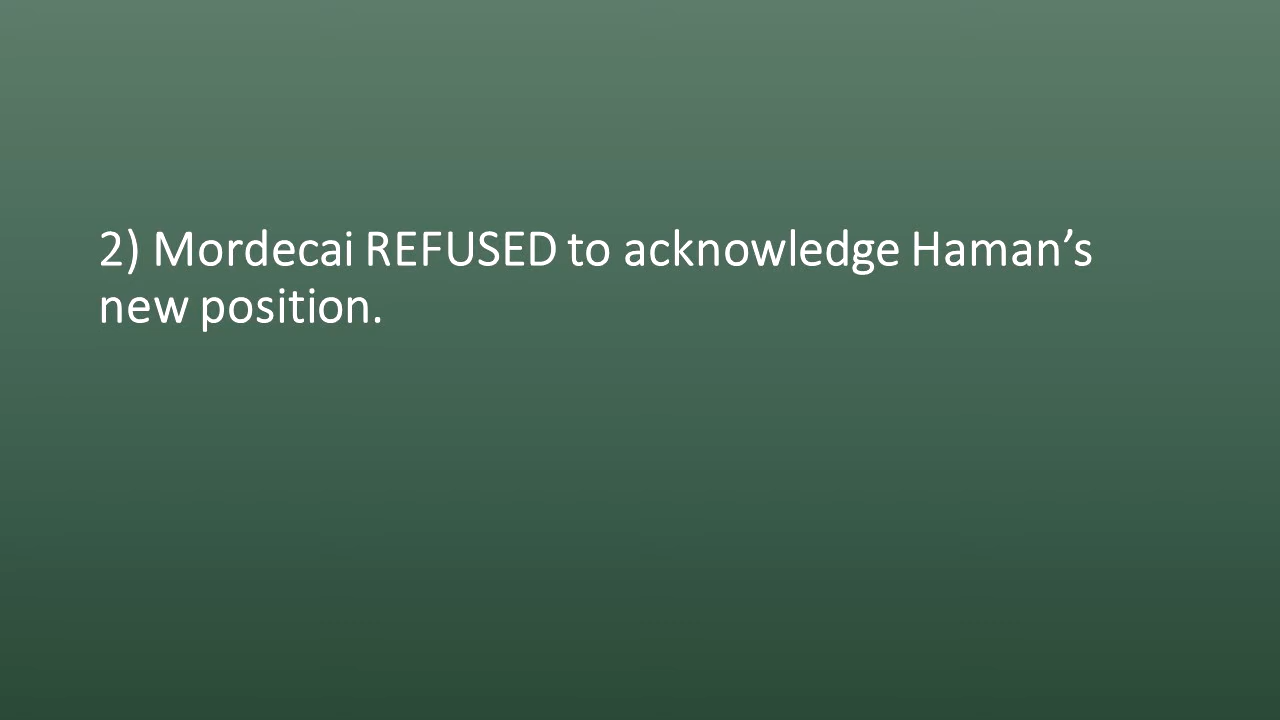 2) Mordecai REFUSED to acknowledge Haman’s
new position.